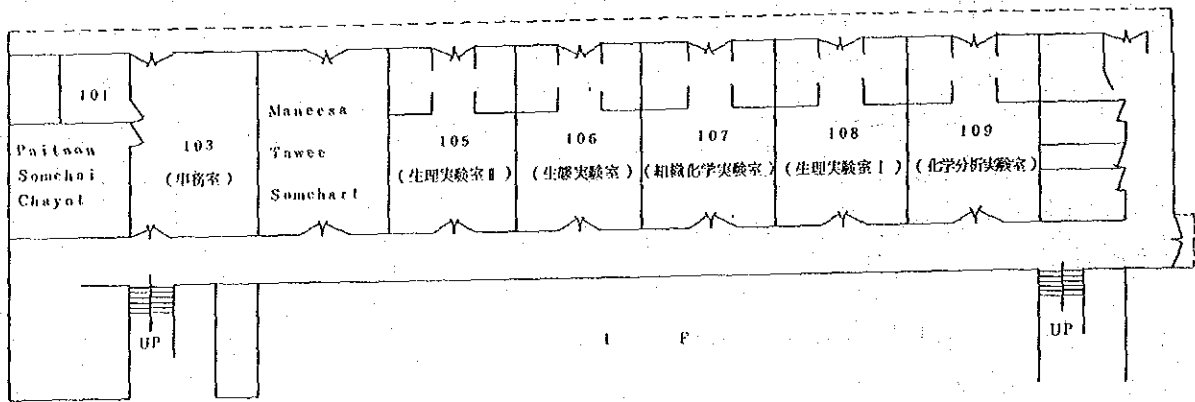 101
Paitoon
Somchai
Chayot
103
(事務室)
Maneesa
Tawee
Somchart
105
(生理実験室Ⅱ)
106
(生態実験室)
107
(組織化学実験室)
108
(生理実験室Ⅰ)
109
(化学分析実験室)
UP
1 F
UP